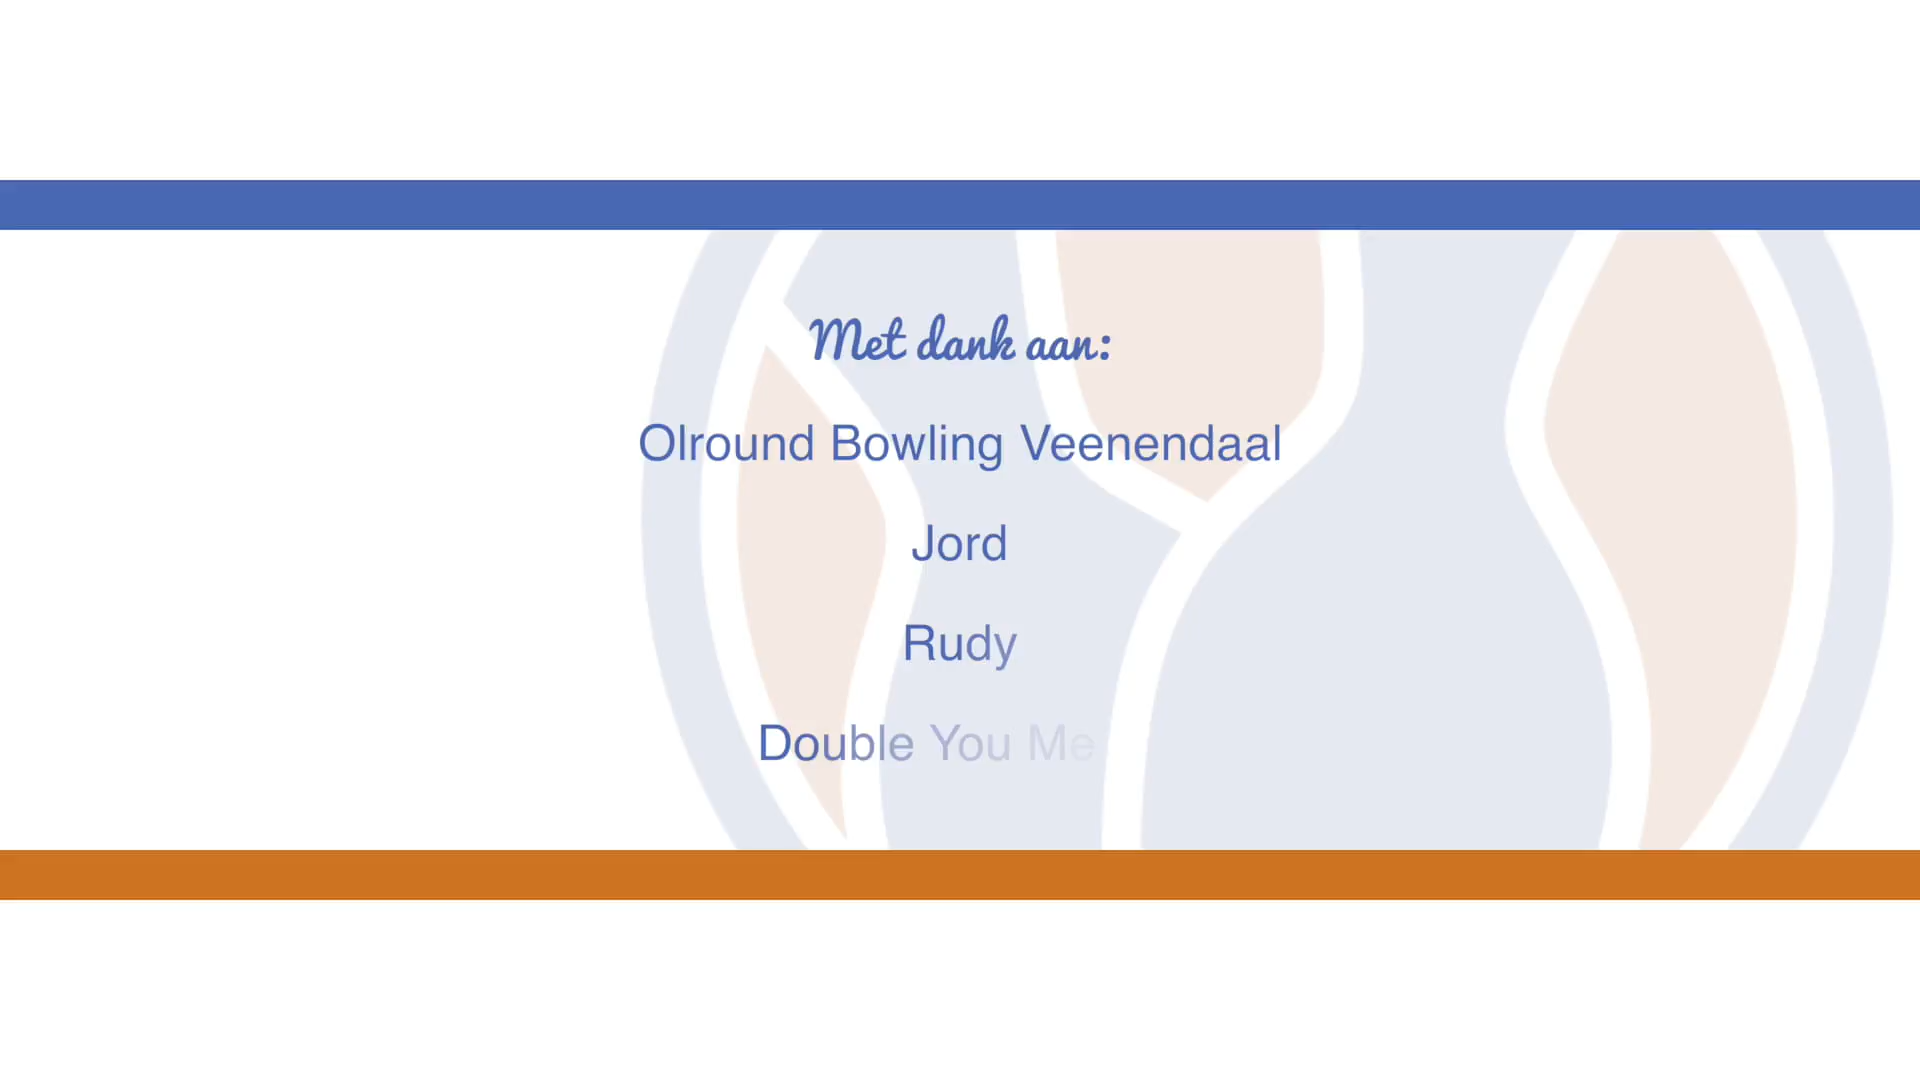 Met dank aan:
Olround Bowling Veenendaal
Jord
Rudy
Double You Me